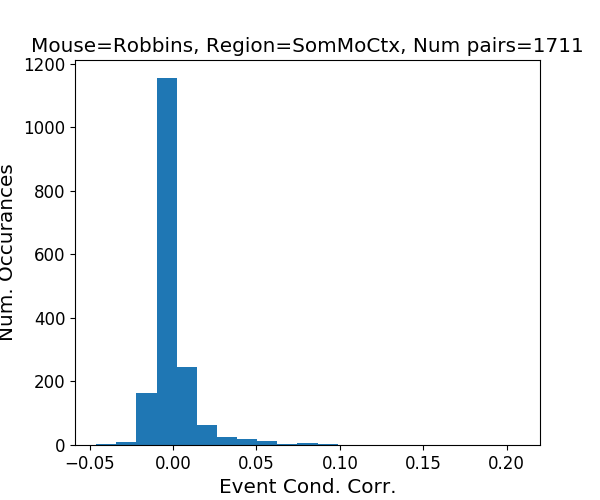 Mouse=Robbins, Region=SomMoCtx, Num pairs=1711
1200
1000
800
600
400
200
0
Num. Occurances
−0.05 0.00 0.05 0.10 0.15 0.20
Event Cond. Corr.